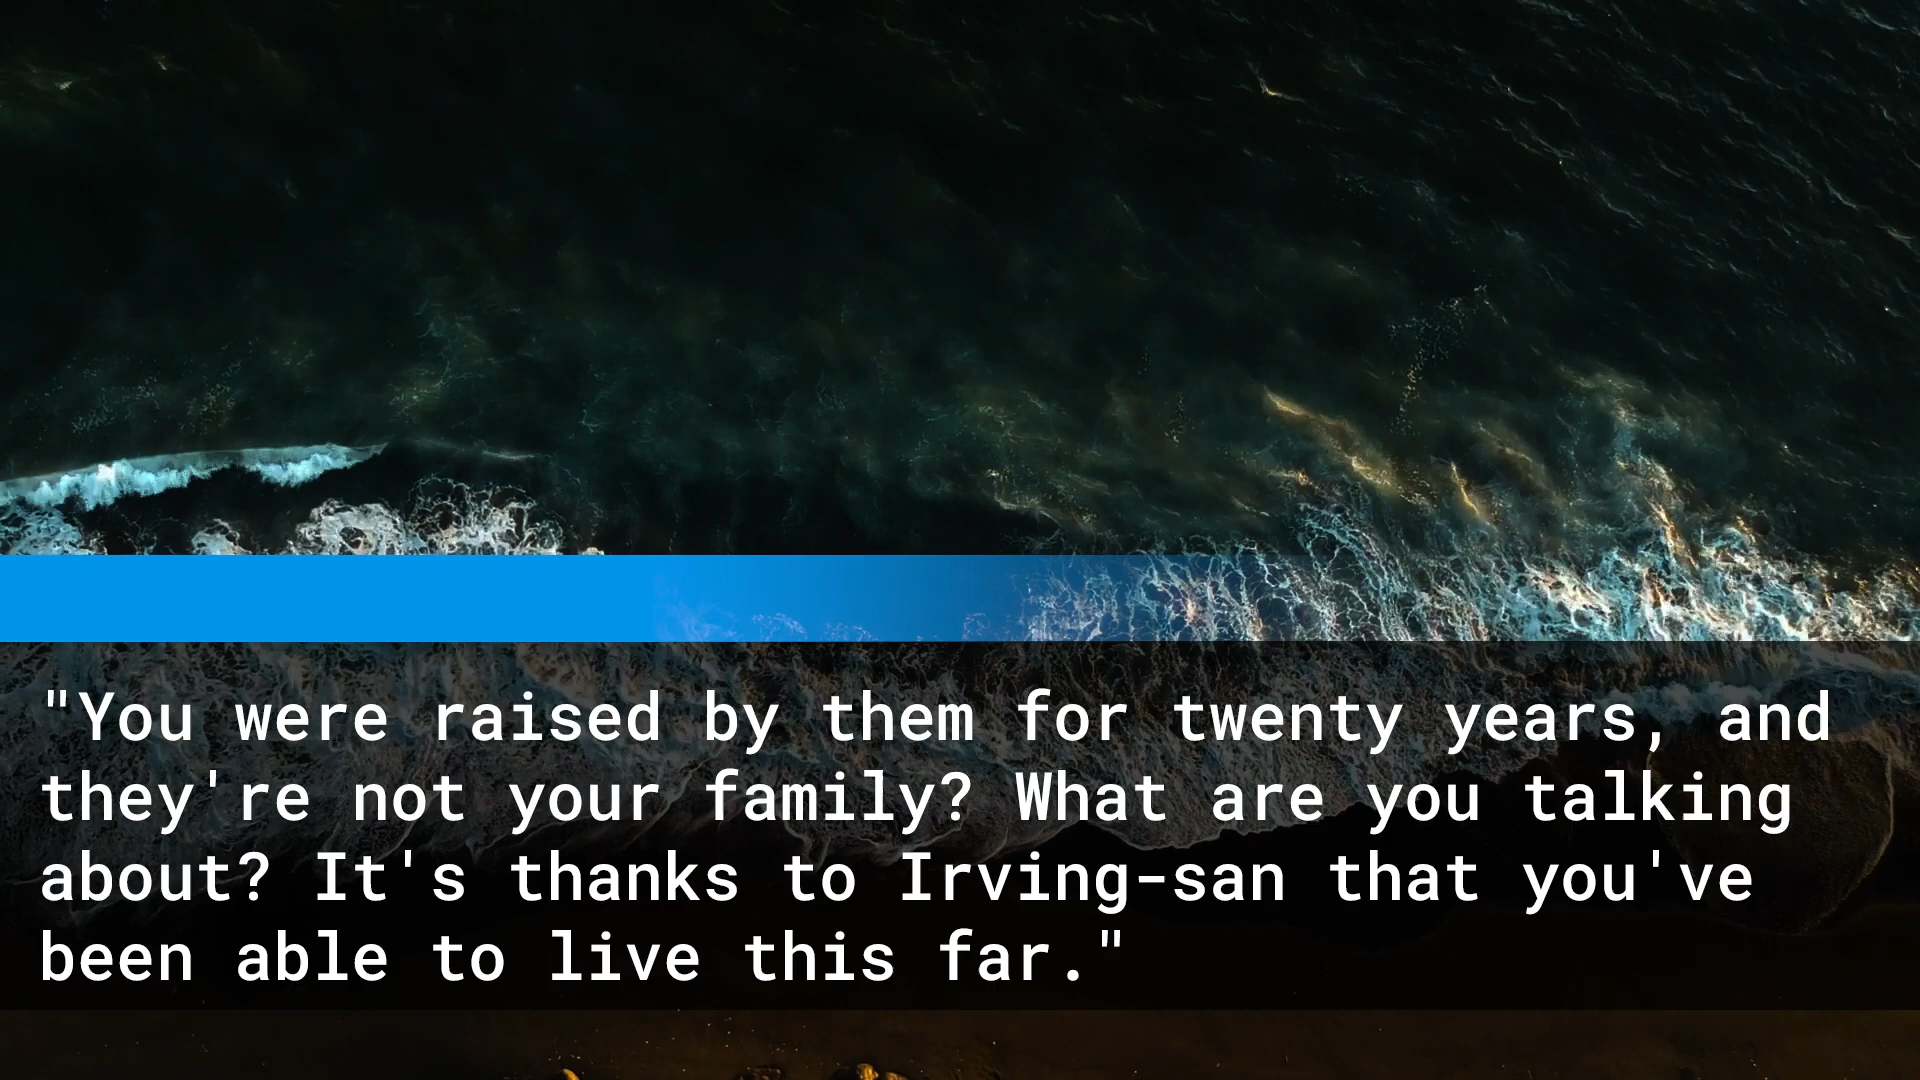 "You were raised by them for twenty years, and
they're not your family? What are you talking
about? It's thanks to Irving-san that you've
been able to live this far."